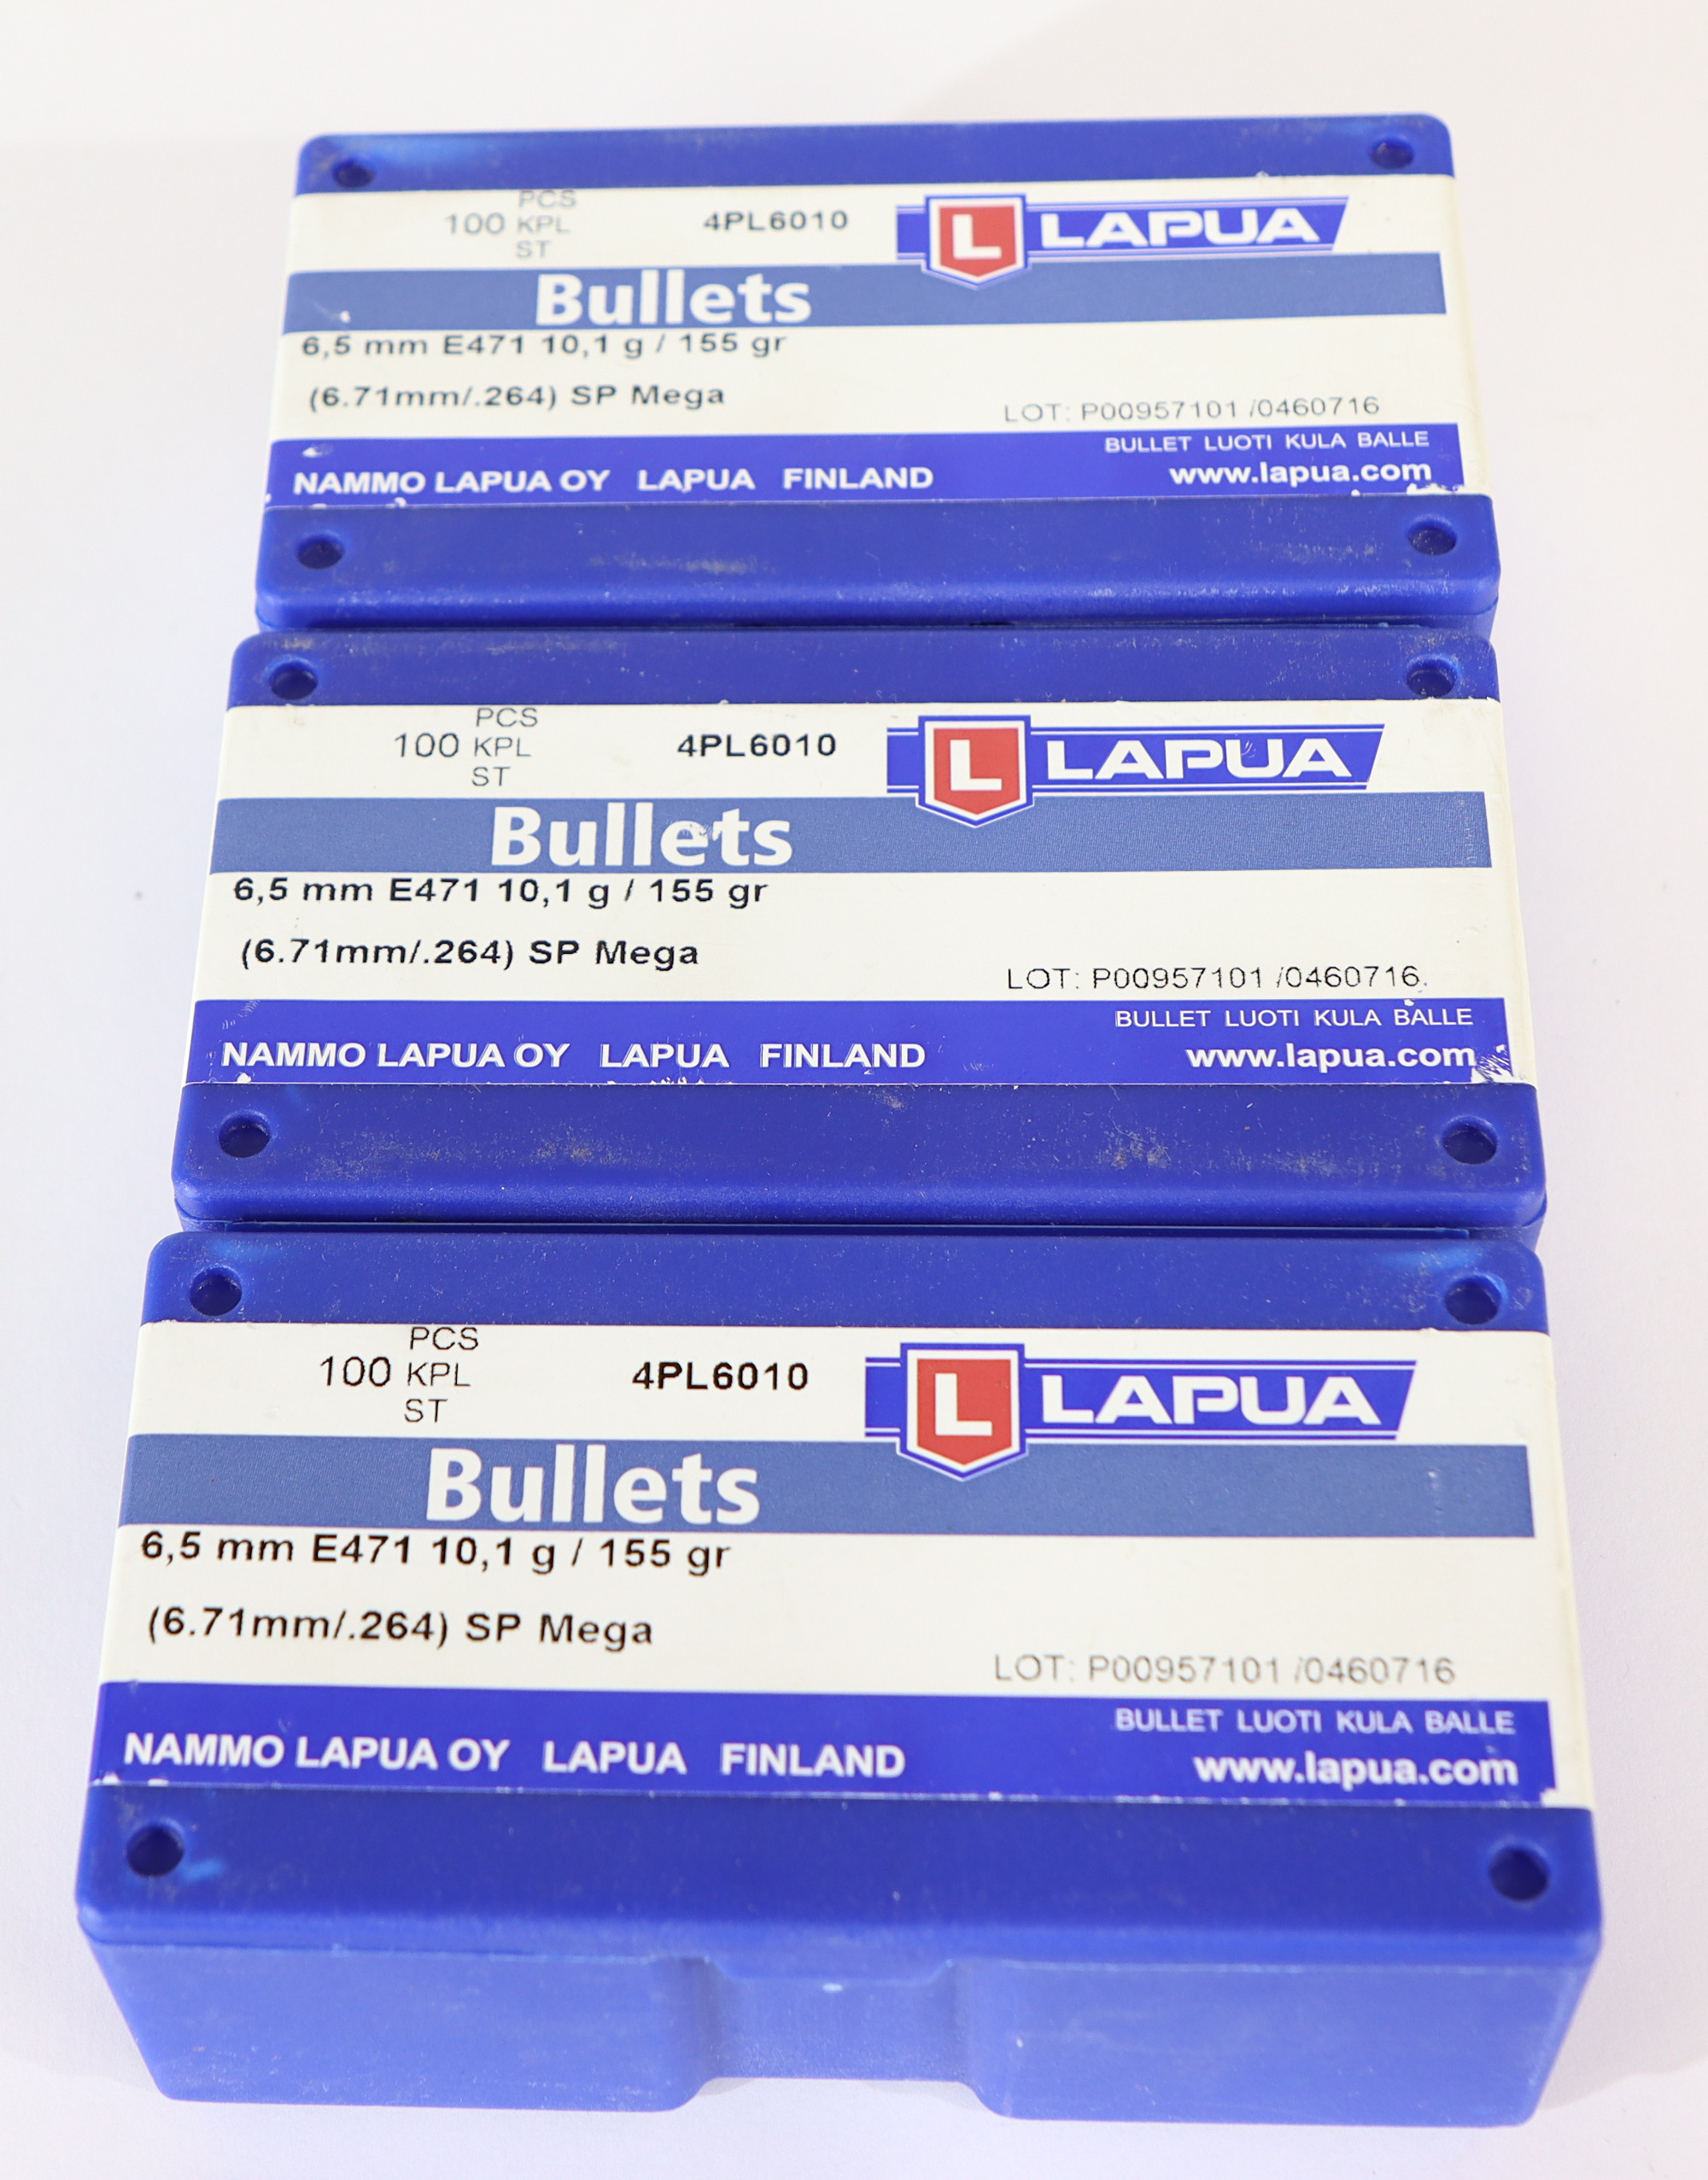 PCS
100 KPL
ST
4PL6010
L LAPUA
Bullets
6,5 mm E471 10,1 g / 155 gr
(6.71mm/.264) SP Mega
LOT: P00957101 /0460716
BULLET LUOTI KULA BALLE
NAMMO LAPUA OY LAPUA FINLAND
www.lapua.com
PCS
100 KPL
ST
4PL6010
L LAPUA
Bullets
6,5 mm E471 10,1 g / 155 gr
(6.71mm/.264) SP Mega
LOT: P00957101 /0460716
BULLET LUOTI KULA BALLE
NAMMO LAPUA OY LAPUA FINLAND
www.lapua.com
PCS
100 KPL
ST
4PL6010
L LAPUA
Bullets
6,5 mm E471 10,1 g / 155 gr
(6.71mm/.264) SP Mega
LOT: P00957101 /0460716
BULLET LUOTI KULA BALLE
NAMMO LAPUA OY LAPUA FINLAND
www.lapua.com